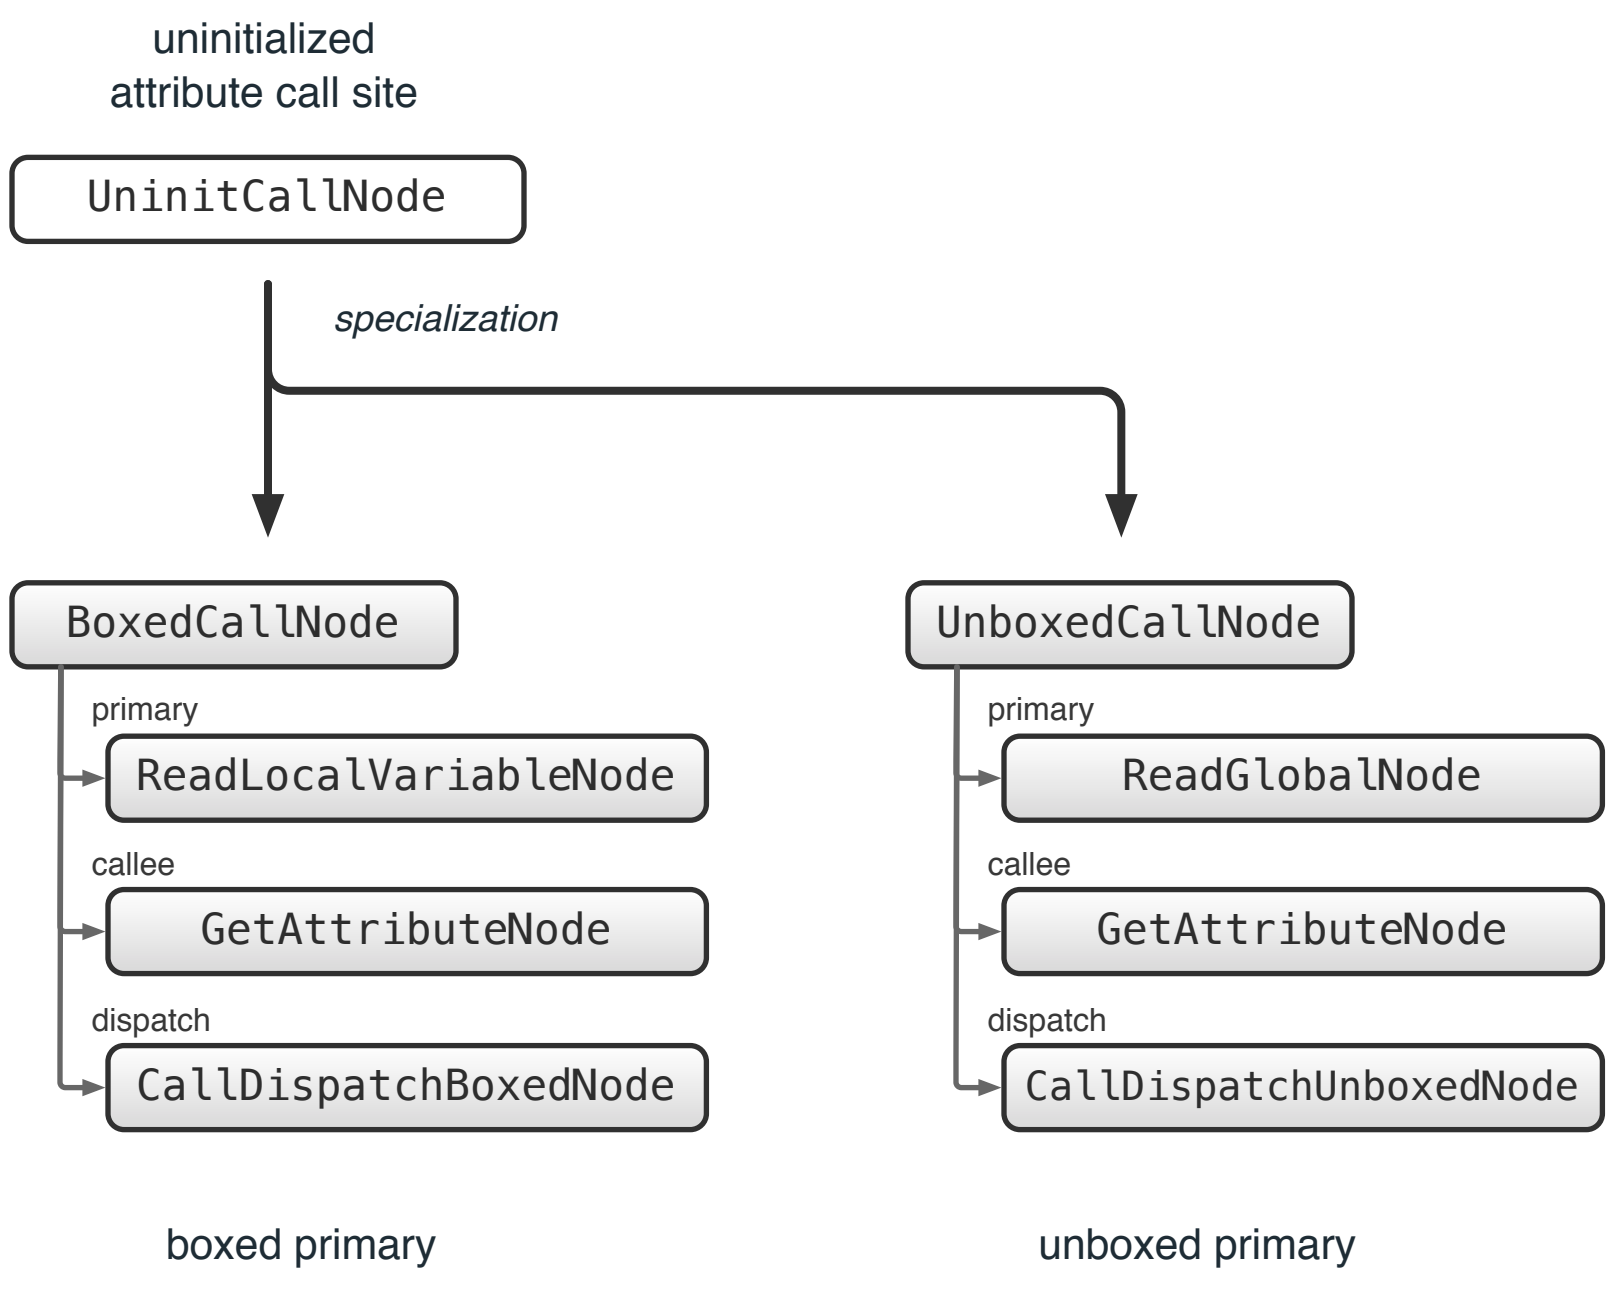 uninitialized
attribute call site
UninitCallNode
specialization
BoxedCallNode
primary
ReadLocalVariableNode
callee
GetAttributeNode
dispatch
CallDispatchBoxedNode
boxed primary
UnboxedCallNode
primary
ReadGlobalNode
callee
GetAttributeNode
dispatch
CallDispatchUnboxedNode
unboxed primary